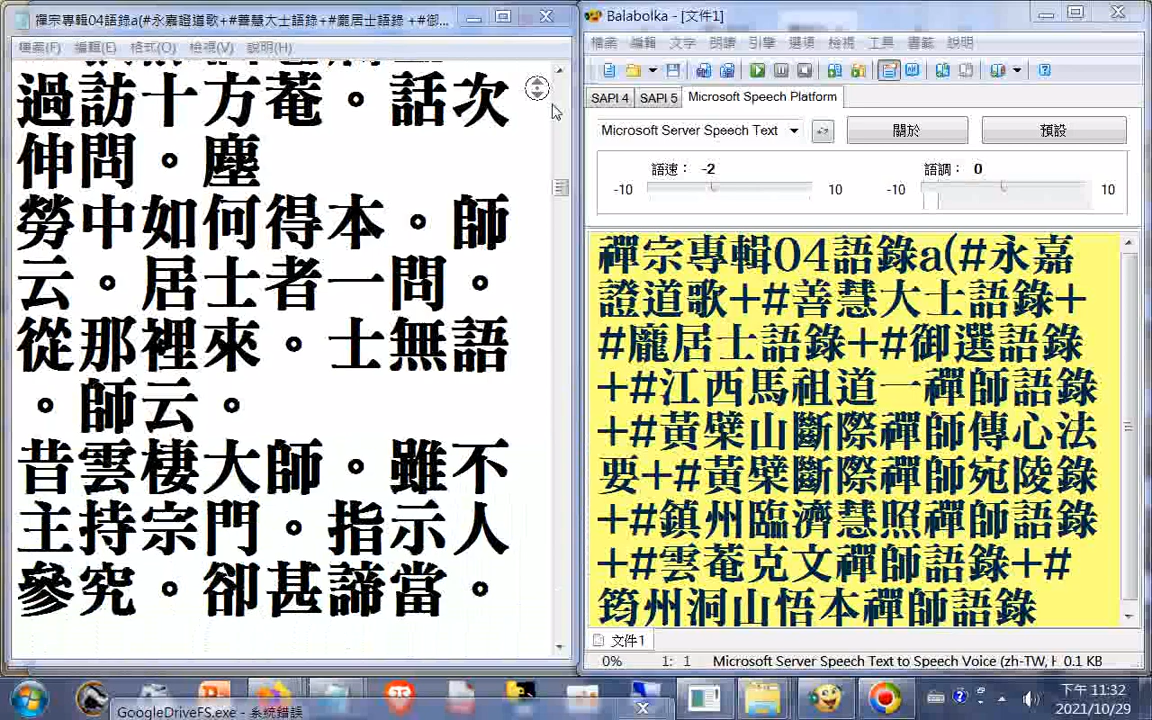 禪宗專輯04語錄a(#永嘉證道歌+#善慧大士語錄+#龐居士語錄 +#御...
檔案(F) 編輯(E) 格式(O) 檢視(V) 說明(H)
過訪十方菴。話次
仲問。塵
勞中如何得本。師
云。居士者一問。
從那裡來。士無語
。師云。
昔雲棲大師。雖不
主持宗門。指示人
參究。卻甚諦當。
Balabolka - [文件1]
檔案 編輯 文字 朗讀 引擎 選項 檢視 工具 書籤 說明
SAPI 4 SAPI 5 Microsoft Speech Platform
Microsoft Server Speech Text 關於 預設
語速： -2 語調： 0
-10 10 -10 10
禪宗專輯04語錄a(#永嘉
證道歌+#善慧大士語錄+
#龐居士語錄+#御選語錄
+#江西馬祖道一禪師語錄
+#黃檗山斷際禪師傳心法
要+#黃檗斷際禪師宛陵錄
+#鎮州臨濟慧照禪師語錄
+#雲菴克文禪師語錄+#
筠州洞山悟本禪師語錄
文件1
0% 1: 1 Microsoft Server Speech Text to Speech Voice (zh-TW, H 0.1 KB
GoogleDriveFS.exe - 系統錯誤
下午 11:32
2021/10/29